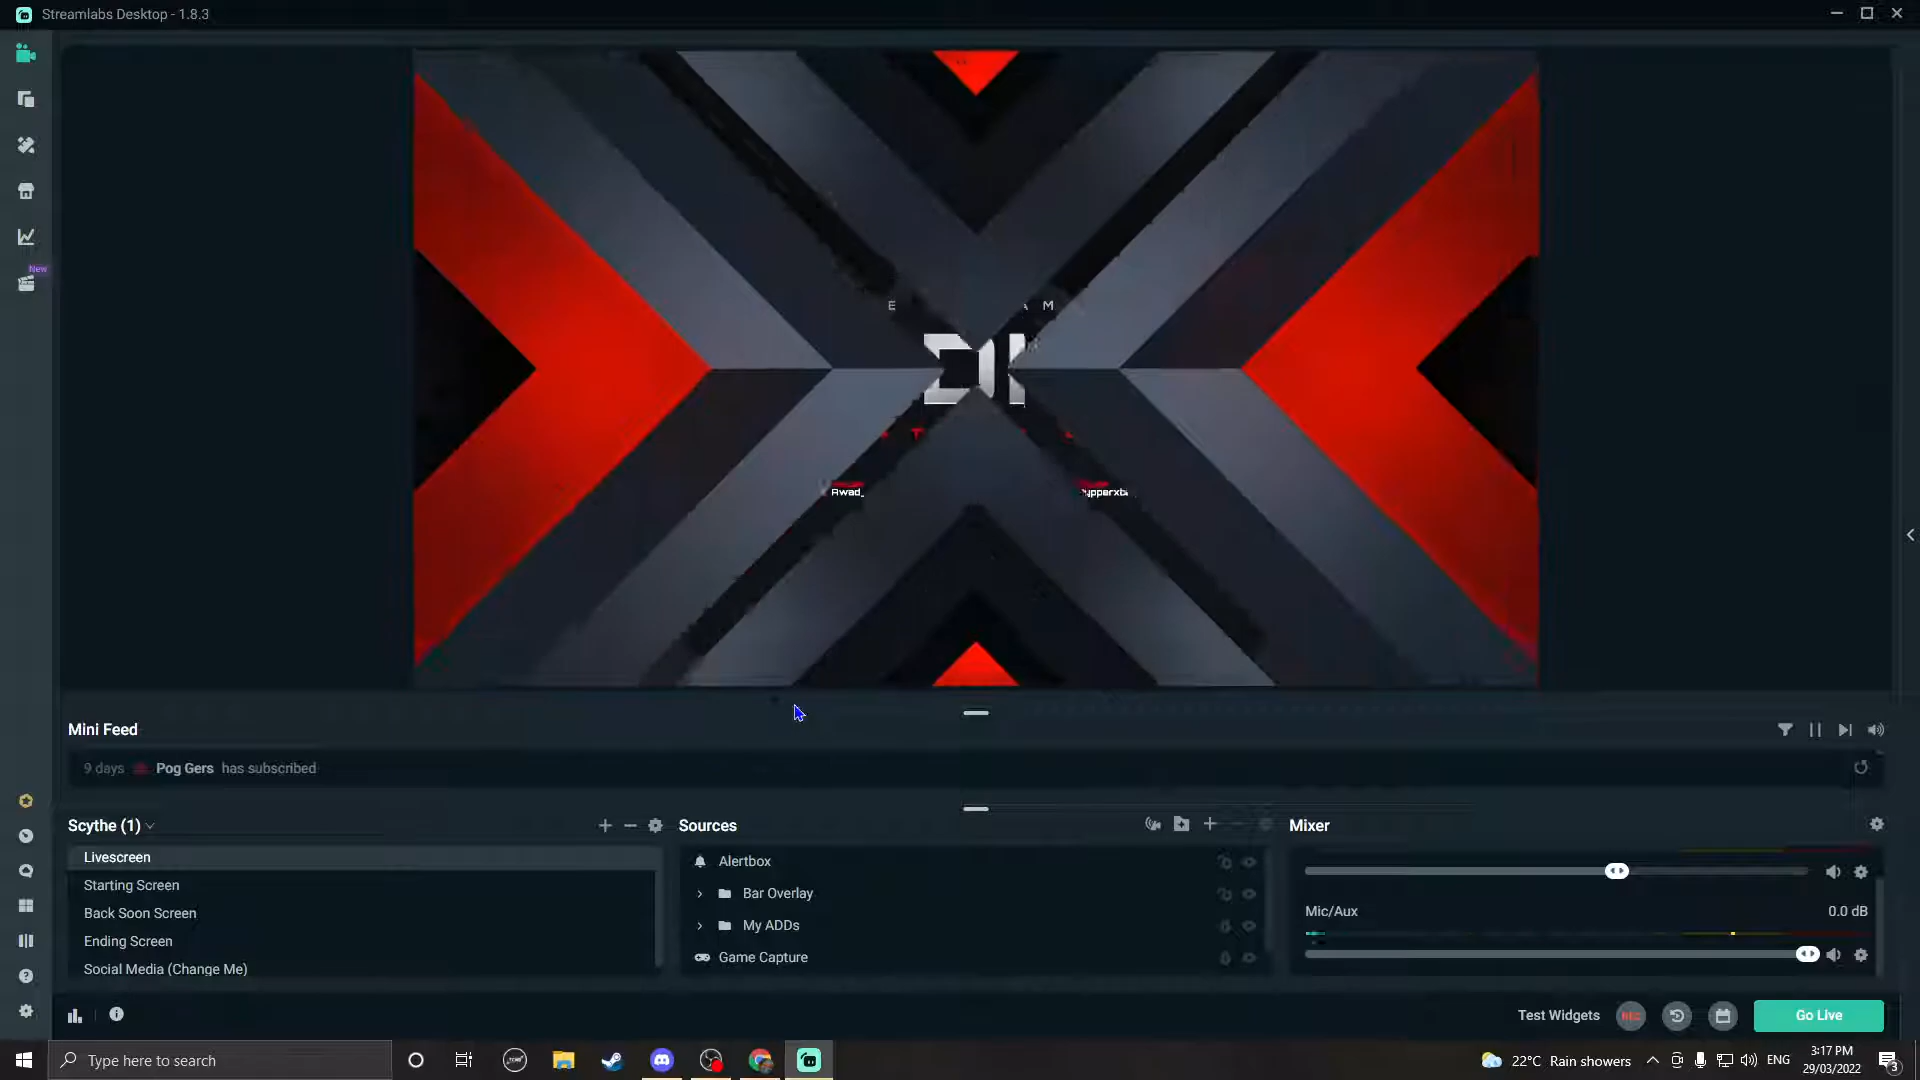 Streamlabs Desktop - 1.8.3
New
Awad_
Mini Feed
9 days Pog Gers has subscribed
Scythe (1)
Sources
Mixer
Livescreen
Starting Screen
Back Soon Screen
Ending Screen
Social Media (Change Me)
Alertbox
Bar Overlay
My ADDs
Game Capture
Mic/Aux
0.0 dB
Test Widgets
REC
Go Live
Type here to search
22°C Rain showers
ENG
3:17 PM
29/03/2022
3